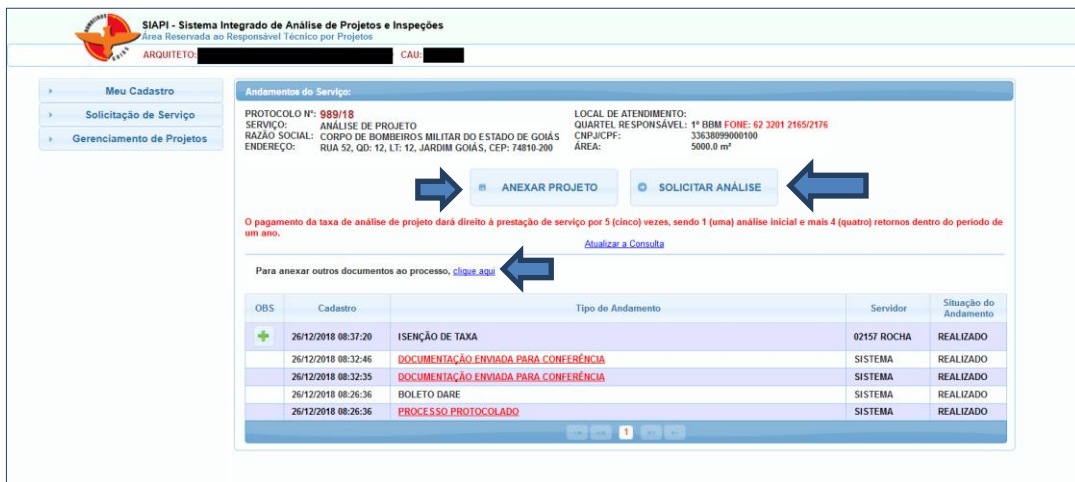 SIAPI - Sistema Integrado de Análise de Projetos e Inspeções
Área Reservada ao Responsável Técnico por Projetos
ARQUITETO: CAU:
Meu Cadastro
Solicitação de Serviço
Gerenciamento de Projetos
Andamentos do Serviço:
PROTOCOLO Nº: 989/18
SERVIÇO: ANÁLISE DE PROJETO
RAZÃO SOCIAL: CORPO DE BOMBEIROS MILITAR DO ESTADO DE GOIÁS
ENDEREÇO: RUA 52, QD: 12, LT: 12, JARDIM GOIÁS, CEP: 74810-200
LOCAL DE ATENDIMENTO:
QUARTEL RESPONSÁVEL: 1º BBM FONE: 62 3201 2165/2176
CNPJ/CPF: 33638099000100
ÁREA: 5000.0 m²
ANEXAR PROJETO SOLICITAR ANÁLISE
O pagamento da taxa de análise de projeto dará direito à prestação de serviço por 5 (cinco) vezes, sendo 1 (uma) análise inicial e mais 4 (quatro) retornos dentro do período de
um ano.
Atualizar a Consulta
Para anexar outros documentos ao processo, clique aqui
OBS Cadastro Tipo de Andamento Servidor Situação do Andamento
26/12/2018 08:37:20 ISENÇÃO DE TAXA 02157 ROCHA REALIZADO
26/12/2018 08:32:46 DOCUMENTAÇÃO ENVIADA PARA CONFERÊNCIA SISTEMA REALIZADO
26/12/2018 08:32:35 DOCUMENTAÇÃO ENVIADA PARA CONFERÊNCIA SISTEMA REALIZADO
26/12/2018 08:26:36 BOLETO DARE SISTEMA REALIZADO
26/12/2018 08:26:36 PROCESSO PROTOCOLADO SISTEMA REALIZADO
1